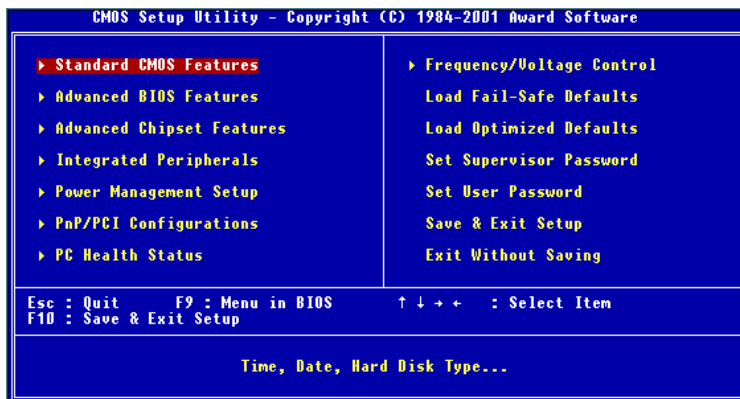 CMOS Setup Utility - Copyright (C) 1984-2001 Award Software
▸ Standard CMOS Features
▸ Advanced BIOS Features
▸ Advanced Chipset Features
▸ Integrated Peripherals
▸ Power Management Setup
▸ PnP/PCI Configurations
▸ PC Health Status
▸ Frequency/Voltage Control
Load Fail-Safe Defaults
Load Optimized Defaults
Set Supervisor Password
Set User Password
Save & Exit Setup
Exit Without Saving
Esc : Quit F9 : Menu in BIOS ↑ ↓ → ← : Select Item
F10 : Save & Exit Setup
Time, Date, Hard Disk Type...